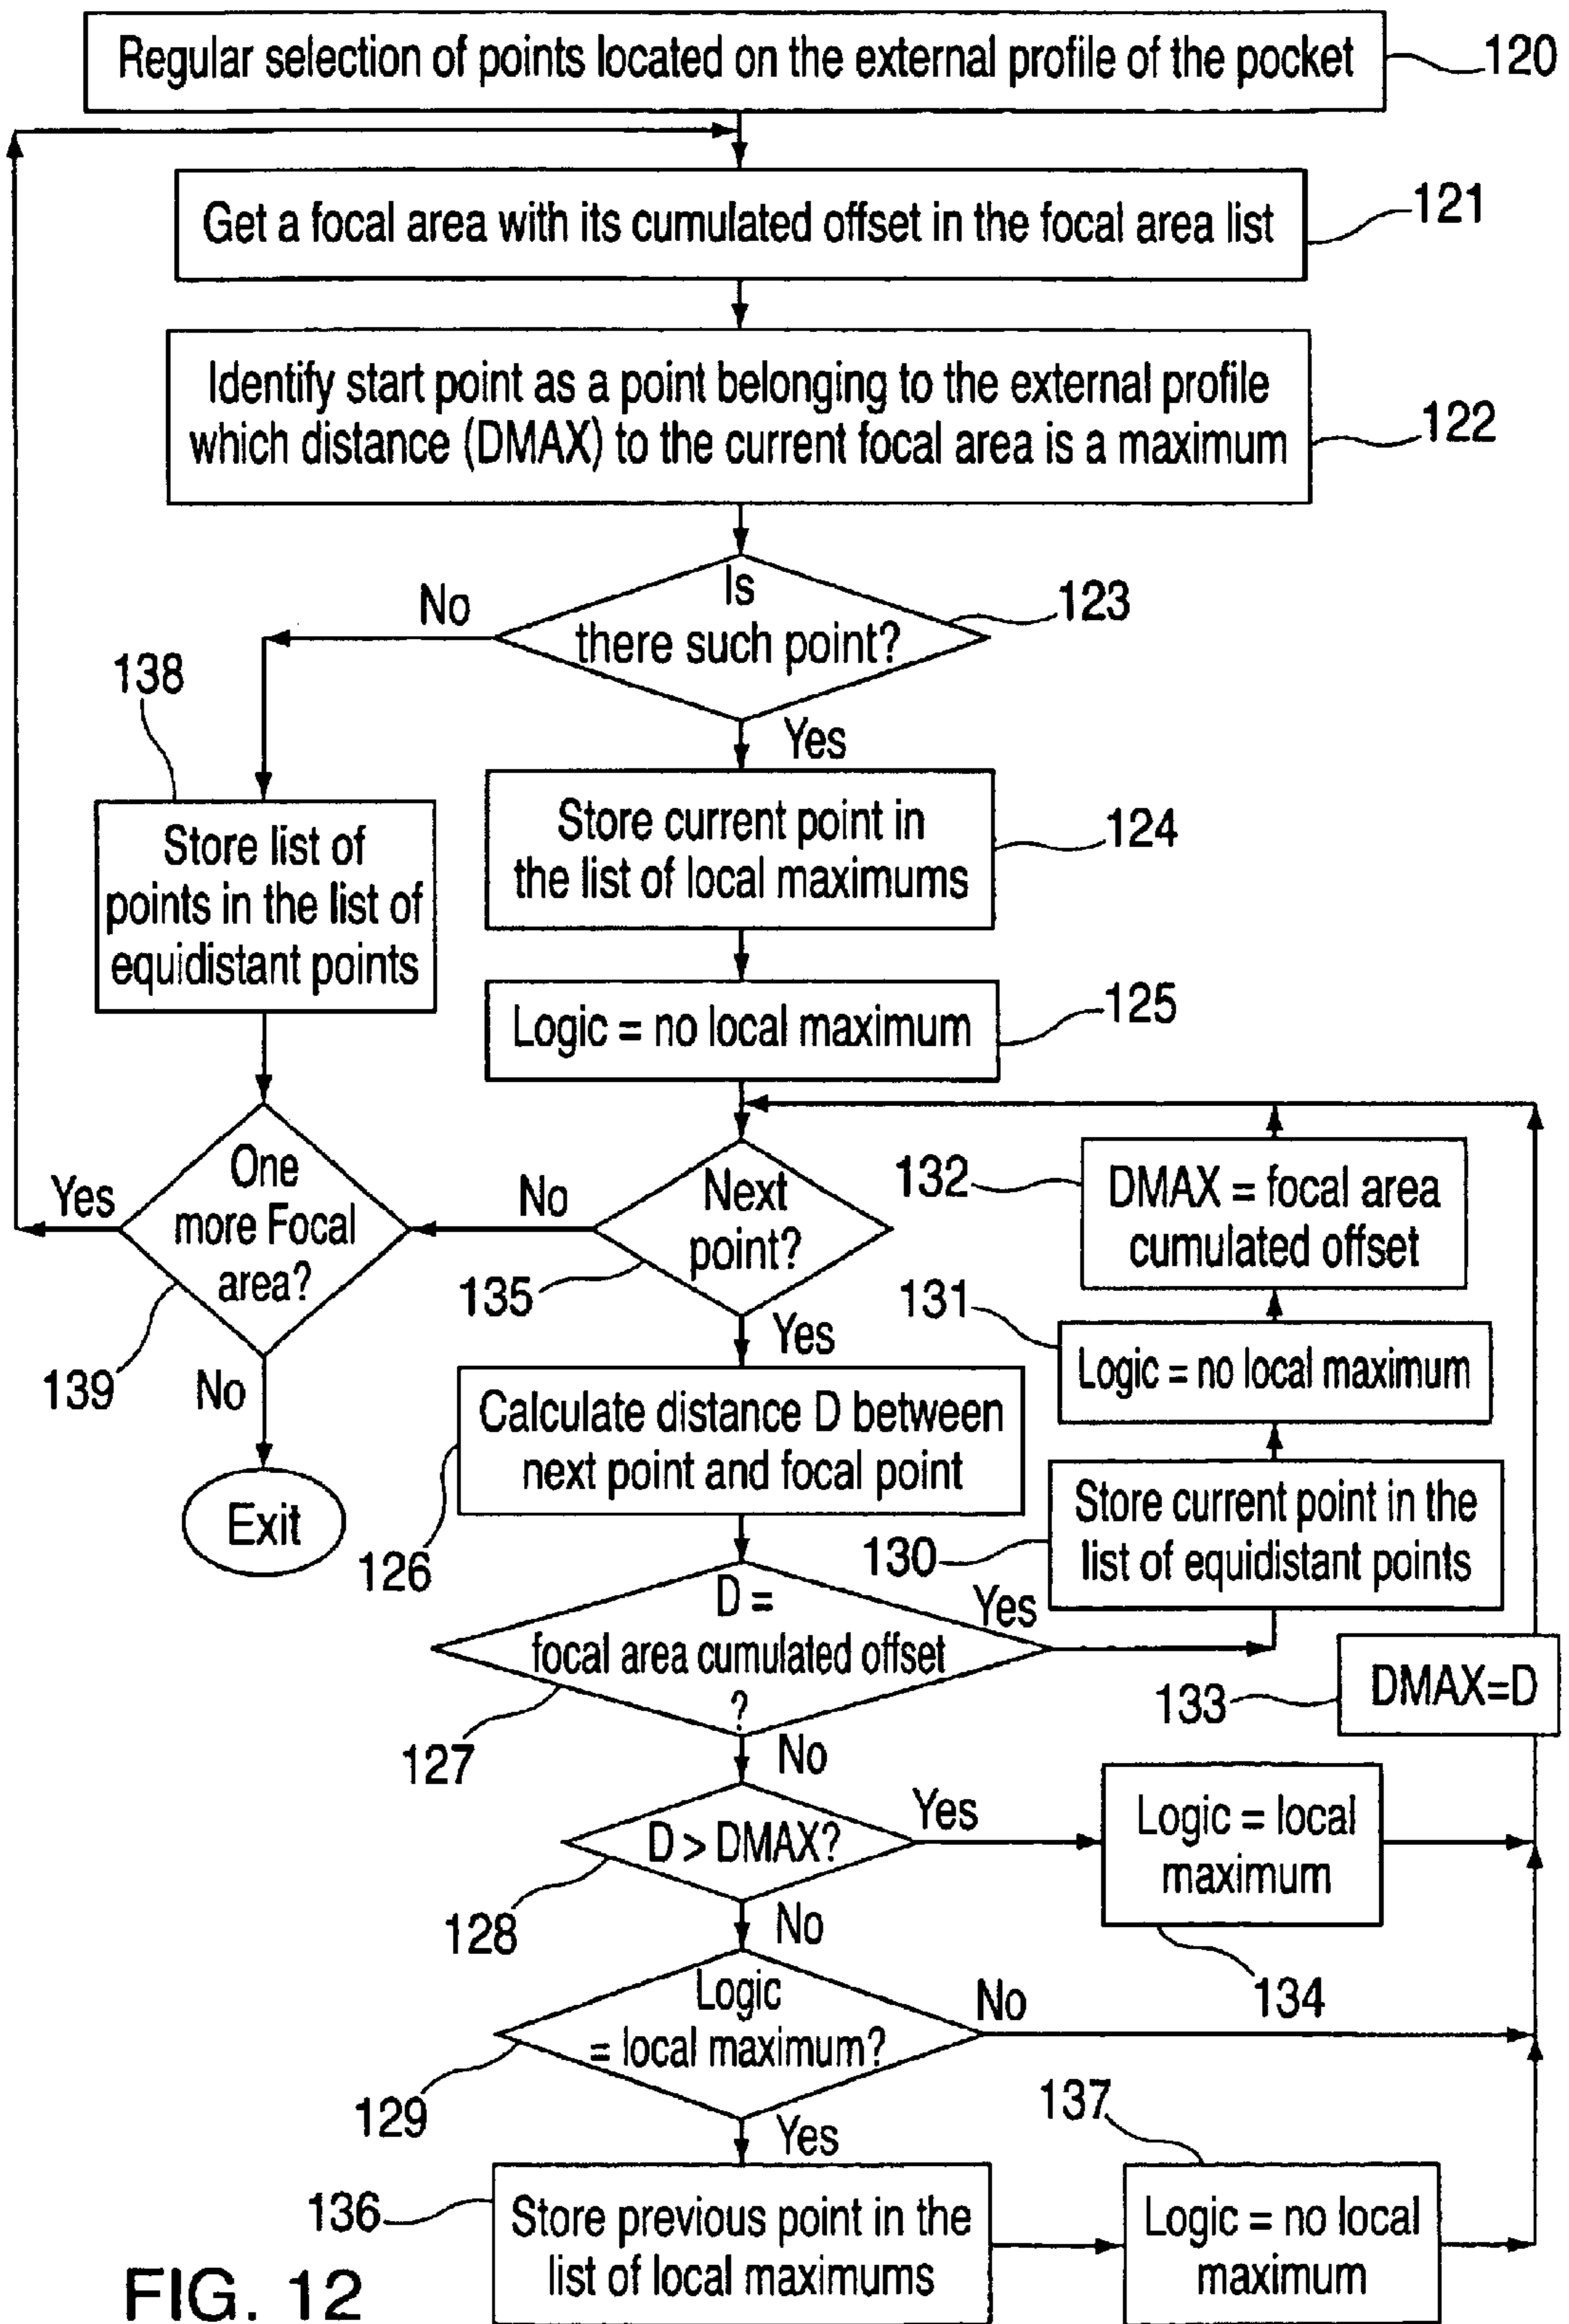 Regular selection of points located on the external profile of the pocket
120
Get a focal area with its cumulated offset in the focal area list
121
Identify start point as a point belonging to the external profile
which distance (DMAX) to the current focal area is a maximum
122
Is
there such point?
123
No
Yes
138
Store list of
points in the list of
equidistant points
Store current point in
the list of local maximums
124
Logic = no local maximum
125
One
more Focal
area?
Yes
139
No
Exit
Next
point?
No
135
Yes
132
DMAX = focal area
cumulated offset
131
Logic = no local maximum
Calculate distance D between
next point and focal point
126
130
Store current point in the
list of equidistant points
D =
focal area cumulated offset
?
Yes
127
No
133
DMAX=D
D > DMAX?
Yes
128
No
Logic = local
maximum
134
Logic
= local maximum?
No
129
Yes
137
136
Store previous point in the
list of local maximums
Logic = no local
maximum
FIG. 12